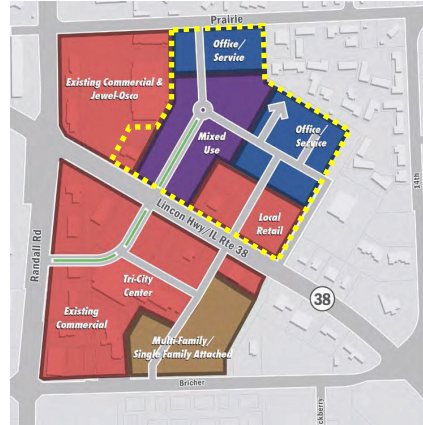 Prairie
Office/
Service
Existing Commercial &
Jewel-Osco
Mixed
Use
Office/
Service
14th
Local
Retail
Lincon Hwy/IL Rte 38
Randall Rd
Tri-City
Center
38
Existing
Commercial
Multi-Family/
Single Family Attached
Bricher
ckberry